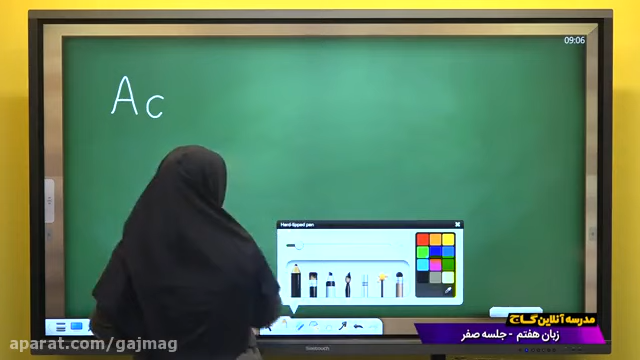 09:06
Ac
Hard-tipped pen
مدرسه آنلاین گاج
زبان هفتم - جلسه صفر
aparat.com/gajmag